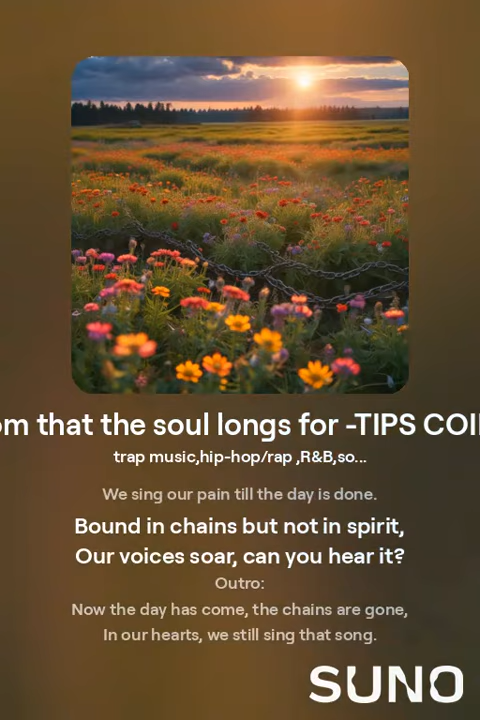 om that the soul longs for -TIPS COI
trap music,hip-hop/rap ,R&B,so...
We sing our pain till the day is done.
Bound in chains but not in spirit,
Our voices soar, can you hear it?
Outro:
Now the day has come, the chains are gone,
In our hearts, we still sing that song.
SUNO